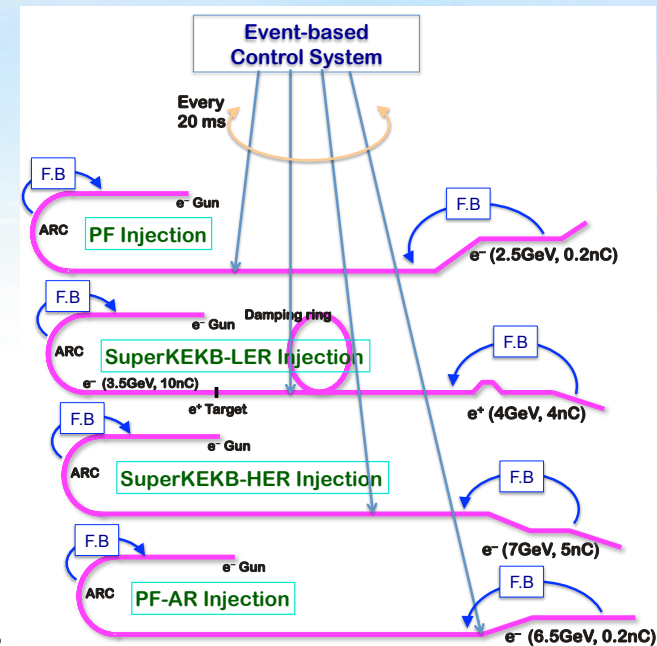 Event-based
Control System
Every
20 ms
F.B
e⁻ Gun
ARC
PF Injection
F.B
e⁻ (2.5GeV, 0.2nC)
F.B
e⁻ Gun
Damping ring
ARC
SuperKEKB-LER Injection
F.B
e⁻ (3.5GeV, 10nC)
e⁺ Target
e⁺ (4GeV, 4nC)
F.B
e⁻ Gun
ARC
SuperKEKB-HER Injection
F.B
e⁻ (7GeV, 5nC)
F.B
e⁻ Gun
ARC
PF-AR Injection
F.B
e⁻ (6.5GeV, 0.2nC)